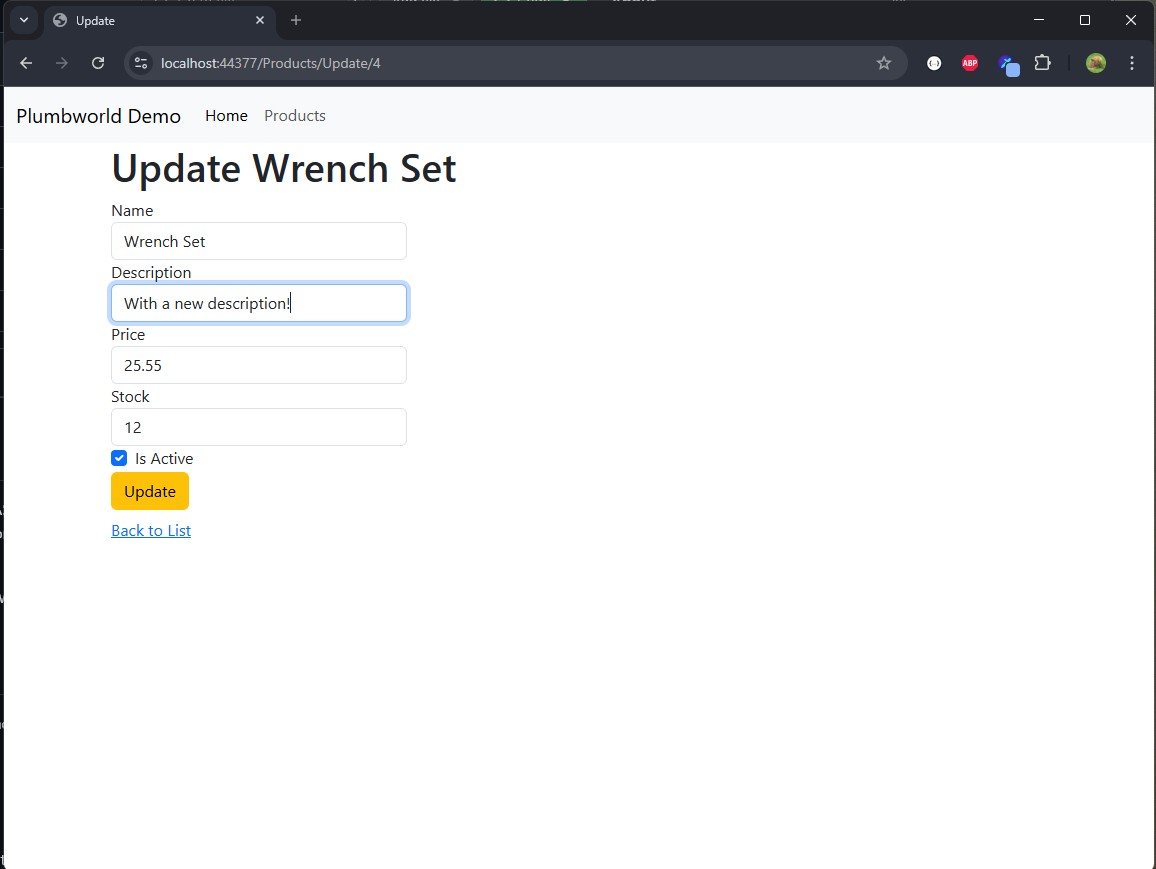 Update
localhost:44377/Products/Update/4
ABP
Plumbworld Demo Home Products
Update Wrench Set
Name
Wrench Set
Description
With a new description!
Price
25.55
Stock
12
Is Active
Update
Back to List